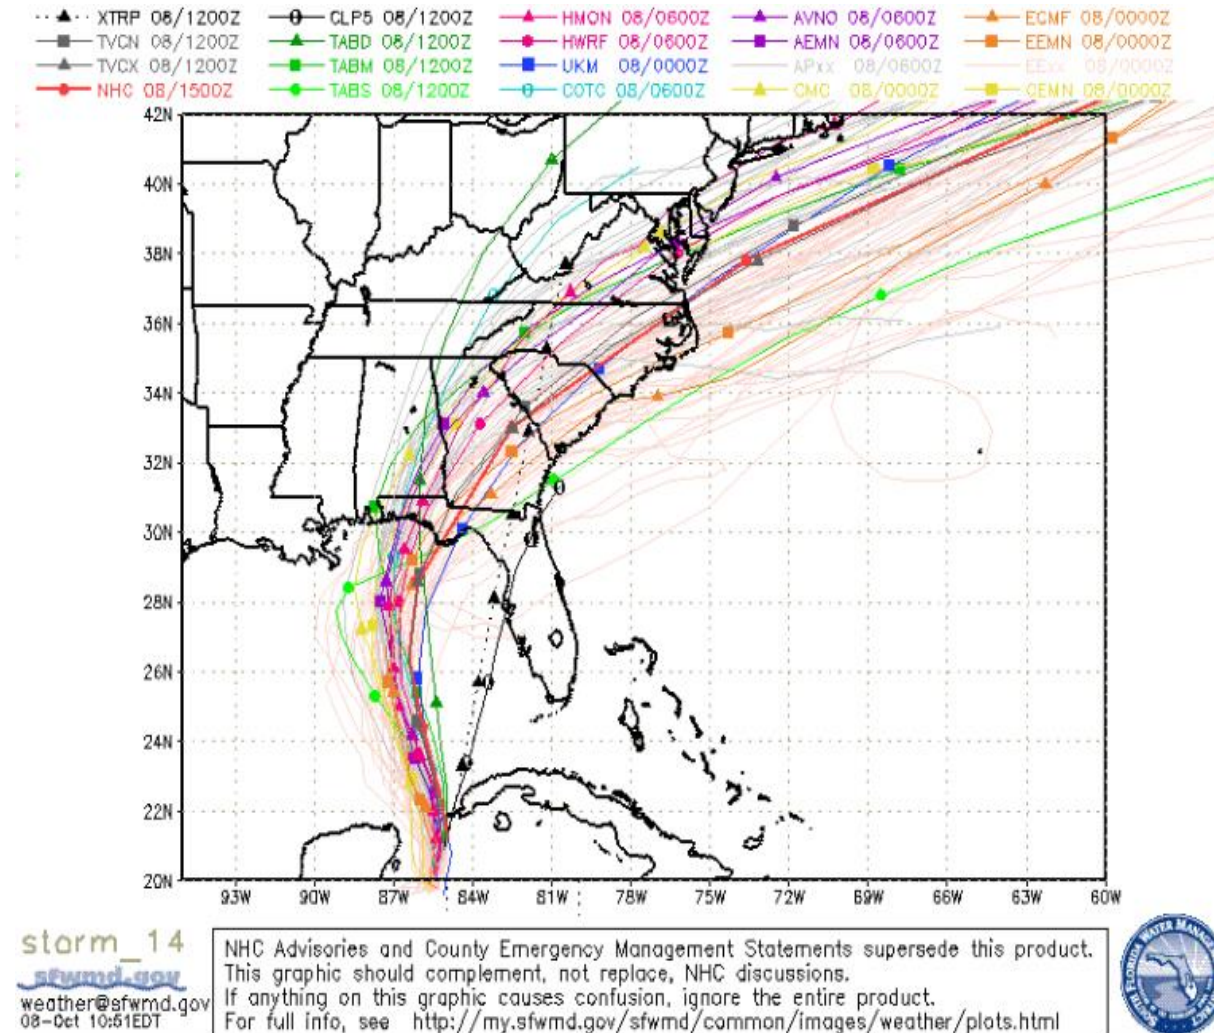 XTRP 08/1200Z CLP5 08/1200Z HMON 08/0600Z AVNO 08/0600Z ECMF 08/0000Z
TVCN 08/1200Z TABD 08/1200Z HWRF 08/0600Z AEMN 08/0600Z EEMN 08/0000Z
TVCX 08/1200Z TABM 08/1200Z UKM 08/0000Z APxx 08/0600Z EExx 08/0000Z
NHC 08/1500Z TABS 08/1200Z COTC 08/0600Z CMC 08/0000Z CEMN 08/0000Z
42N
40N
38N
36N
34N
32N
30N
28N
26N
24N
22N
20N
93W 90W 87W 84W 81W 78W 75W 72W 69W 66W 63W 60W
storm_14
sfwmd.gov
weather@sfwmd.gov
08-Oct 10:51EDT
NHC Advisories and County Emergency Management Statements supersede this product.
This graphic should complement, not replace, NHC discussions.
If anything on this graphic causes confusion, ignore the entire product.
For full info, see http://my.sfwmd.gov/sfwmd/common/images/weather/plots.html